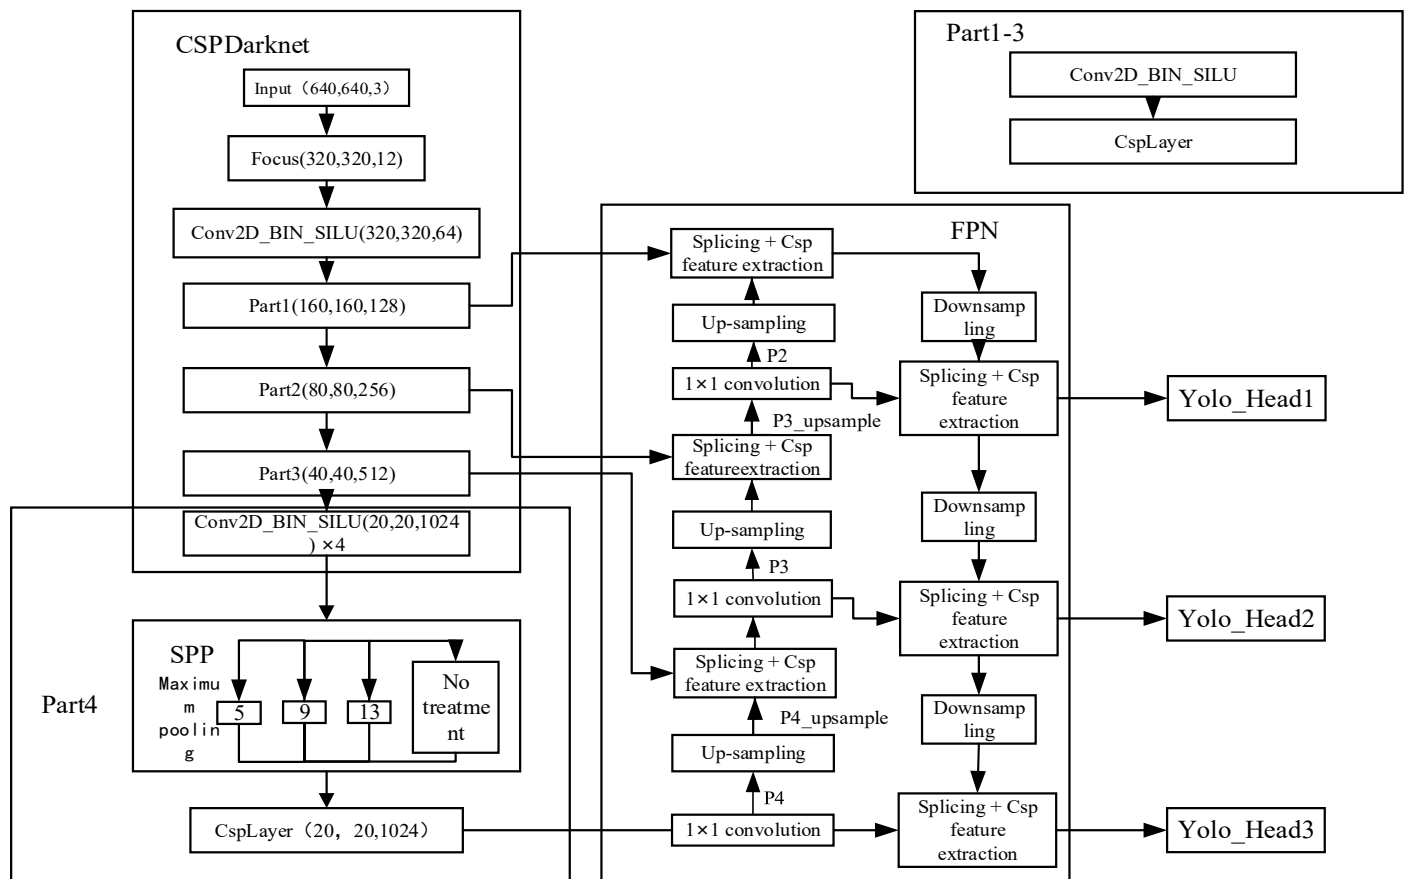 CSPDarknet
Input（640,640,3）
Focus(320,320,12)
Conv2D_BIN_SILU(320,320,64)
Part1(160,160,128)
Part2(80,80,256)
Part3(40,40,512)
Conv2D_BIN_SILU(20,20,1024
) ×4
Part4
SPP
Maximu
m
poolin
g
5
9
13
No
treatme
nt
CspLayer（20，20,1024）
Part1-3
Conv2D_BIN_SILU
CspLayer
FPN
Splicing + Csp
feature extraction
Up-sampling
P2
1×1 convolution
P3_upsample
Splicing + Csp
featureextraction
Up-sampling
P3
1×1 convolution
Splicing + Csp
feature extraction
P4_upsample
Up-sampling
P4
1×1 convolution
Downsamp
ling
Splicing + Csp
feature
extraction
Downsamp
ling
Splicing + Csp
feature
extraction
Downsamp
ling
Splicing + Csp
feature
extraction
Yolo_Head1
Yolo_Head2
Yolo_Head3